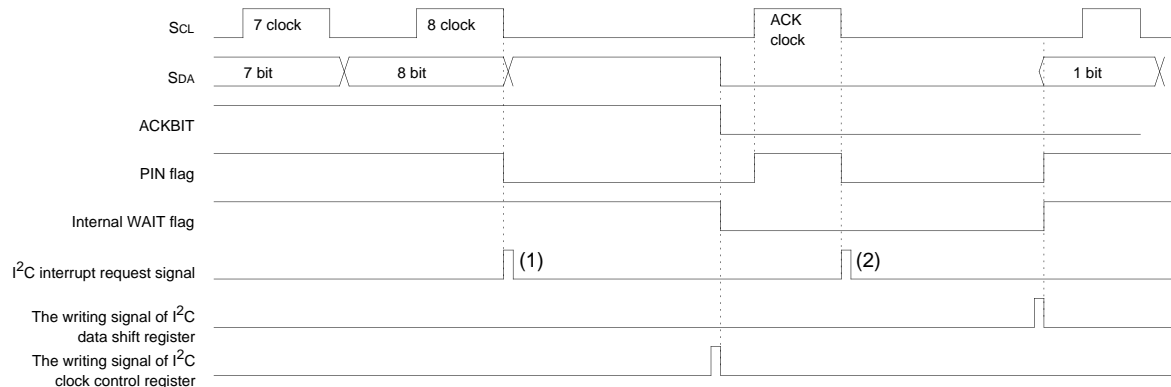 SCL 7 clock 8 clock ACK clock
SDA 7 bit 8 bit 1 bit
ACKBIT
PIN flag
Internal WAIT flag
I2C interrupt request signal (1) (2)
The writing signal of I2C
data shift register
The writing signal of I2C
clock control register